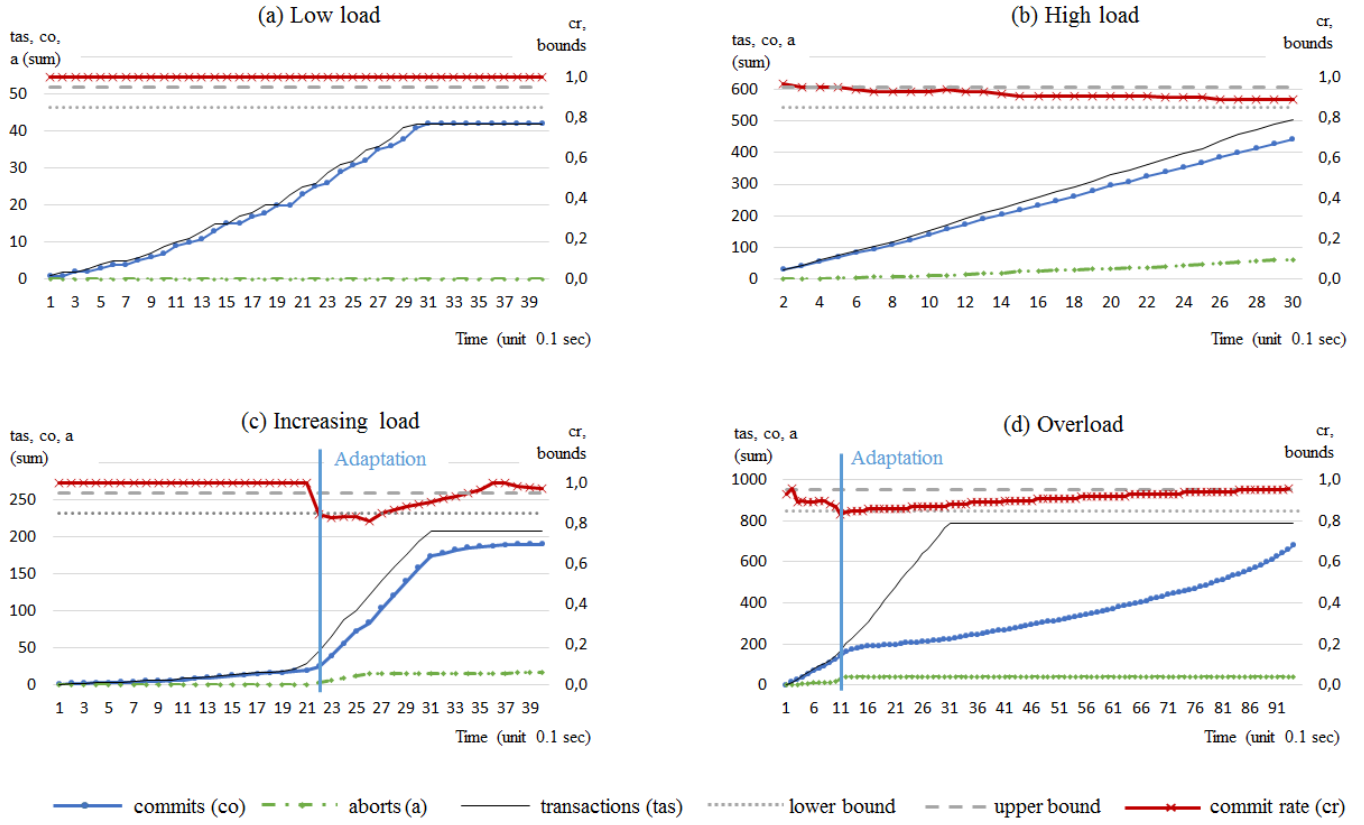 (a) Low load
tas, co,
a (sum)
cr,
bounds
50
40
30
20
10
0
1,0
0,8
0,6
0,4
0,2
0,0
1 3 5 7 9 11 13 15 17 19 21 23 25 27 29 31 33 35 37 39
Time (unit 0.1 sec)
(b) High load
tas, co, a
(sum)
cr,
bounds
600
500
400
300
200
100
0
1,0
0,8
0,6
0,4
0,2
0,0
2 4 6 8 10 12 14 16 18 20 22 24 26 28 30
Time (unit 0.1 sec)
(c) Increasing load
tas, co, a
(sum)
cr,
bounds
Adaptation
250
200
150
100
50
0
1,0
0,8
0,6
0,4
0,2
0,0
1 3 5 7 9 11 13 15 17 19 21 23 25 27 29 31 33 35 37 39
Time (unit 0.1 sec)
(d) Overload
tas, co, a
(sum)
cr,
bounds
Adaptation
1000
800
600
400
200
0
1,0
0,8
0,6
0,4
0,2
0,0
1 6 11 16 21 26 31 36 41 46 51 56 61 66 71 76 81 86 91
Time (unit 0.1 sec)
commits (co) aborts (a) transactions (tas) lower bound upper bound commit rate (cr)